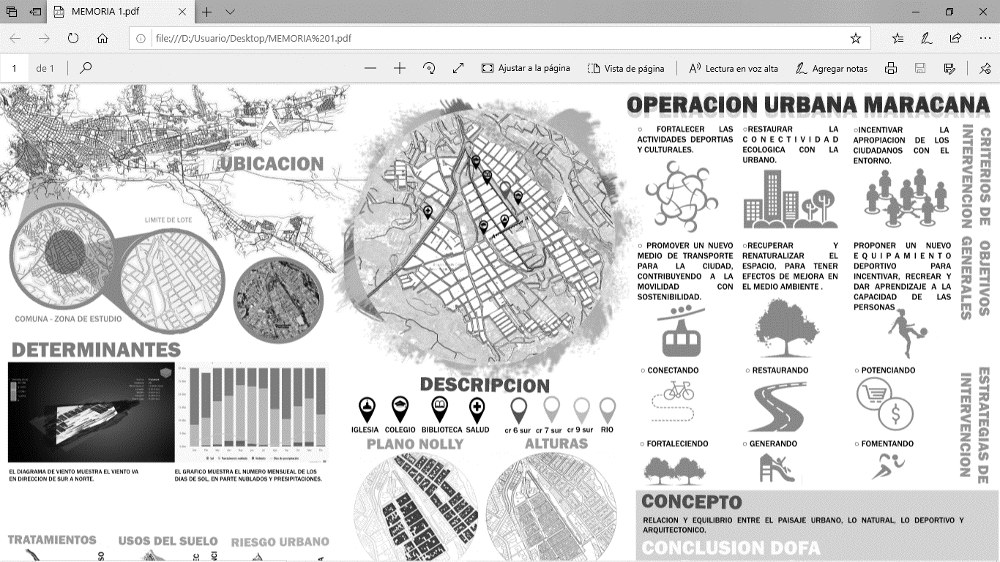 MEMORIA 1.pdf
file:///D:/Usuario/Desktop/MEMORIA%201.pdf
1 de 1
Ajustar a la página
Vista de página
Lectura en voz alta
Agregar notas
UBICACION
LIMITE DE LOTE
COMUNA - ZONA DE ESTUDIO
DETERMINANTES
EL DIAGRAMA DE VIENTO MUESTRA EL VIENTO VA
EN DIRECCION DE SUR A NORTE.
EL GRAFICO MUESTRA EL NUMERO MENSUEAL DE LOS
DIAS DE SOL, EN PARTE NUBLADOS Y PRESIPITACIONES.
TRATAMIENTOS
USOS DEL SUELO
RIESGO URBANO
DESCRIPCION
IGLESIA
COLEGIO
BIBLIOTECA
SALUD
cr 6 sur
cr 7 sur
cr 9 sur
RIO
PLANO NOLLY
ALTURAS
OPERACION URBANA MARACANA
○ FORTALECER LAS
ACTIVIDADES DEPORTIAS
Y CULTURALES.
○RESTAURAR LA
CONECTIVIDAD
ECOLOGICA CON LA
URBANO.
○INCENTIVAR LA
APROPIACION DE LOS
CIUDADANOS CON EL
ENTORNO.
CRITERIOS DE
INTERVENCION
○ PROMOVER UN NUEVO
MEDIO DE TRANSPORTE
PARA LA CIUDAD,
CONTRIBUYENDO A LA
MOVILIDAD CON
SOSTENIBILIDAD.
○RECUPERAR Y
RENATURALIZAR EL
ESPACIO, PARA TENER
EFECTOS DE MEJORA EN
EL MEDIO AMBIENTE .
PROPONER UN NUEVO
EQUIPAMIENTO
DEPORTIVO PARA
INCENTIVAR, RECREAR Y
DAR APRENDIZAJE A LA
CAPACIDAD DE LAS
PERSONAS
OBJETIVOS
GENERALES
○ CONECTANDO
○ RESTAURANDO
○ POTENCIANDO
○ FORTALECIENDO
○ GENERANDO
○ FOMENTANDO
ESTRATEGIAS DE
INTERVENCION
CONCEPTO
RELACION Y EQUILIBRIO ENTRE EL PAISAJE URBANO, LO NATURAL, LO DEPORTIVO Y
ARQUITECTONICO.
CONCLUSION DOFA